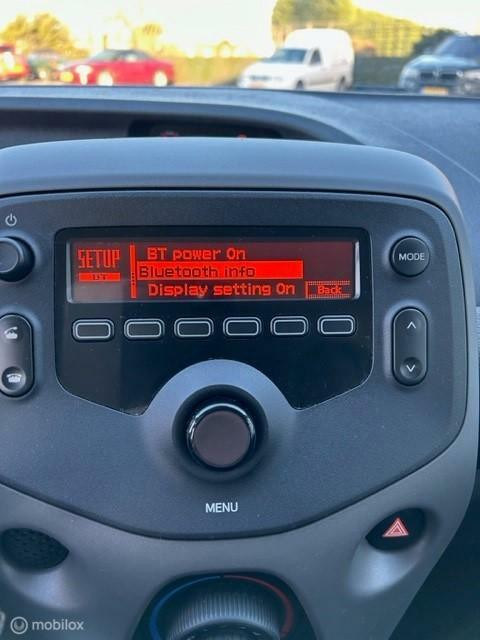 SETUP
BT
BT power On
Bluetooth info
Display setting On
Back
MODE
MENU
mobilox